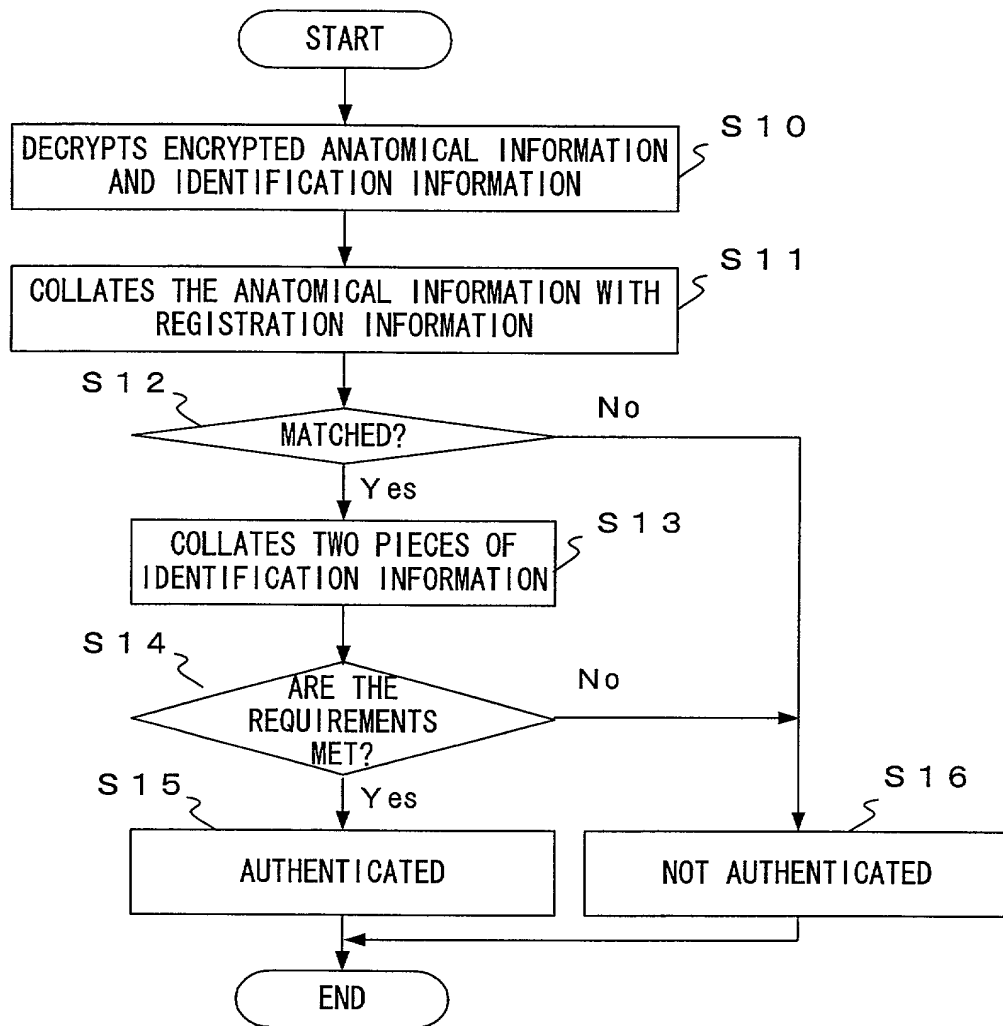 START
S10
DECRYPTS ENCRYPTED ANATOMICAL INFORMATION
AND IDENTIFICATION INFORMATION
S11
COLLATES THE ANATOMICAL INFORMATION WITH
REGISTRATION INFORMATION
S12
MATCHED?
No
Yes
S13
COLLATES TWO PIECES OF
IDENTIFICATION INFORMATION
S14
ARE THE
REQUIREMENTS
MET?
No
Yes
S15
AUTHENTICATED
S16
NOT AUTHENTICATED
END